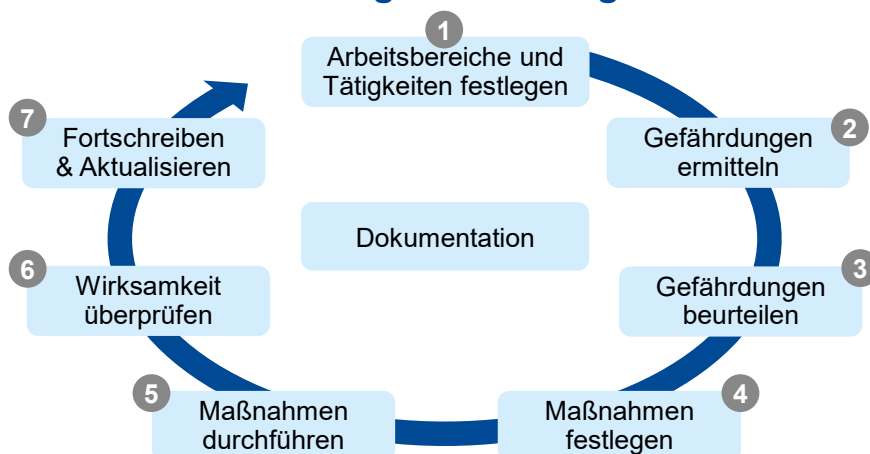 1
Arbeitsbereiche und
Tätigkeiten festlegen
2
Gefährdungen
ermitteln
3
Gefährdungen
beurteilen
4
Maßnahmen
festlegen
5
Maßnahmen
durchführen
6
Wirksamkeit
überprüfen
7
Fortschreiben
& Aktualisieren
Dokumentation